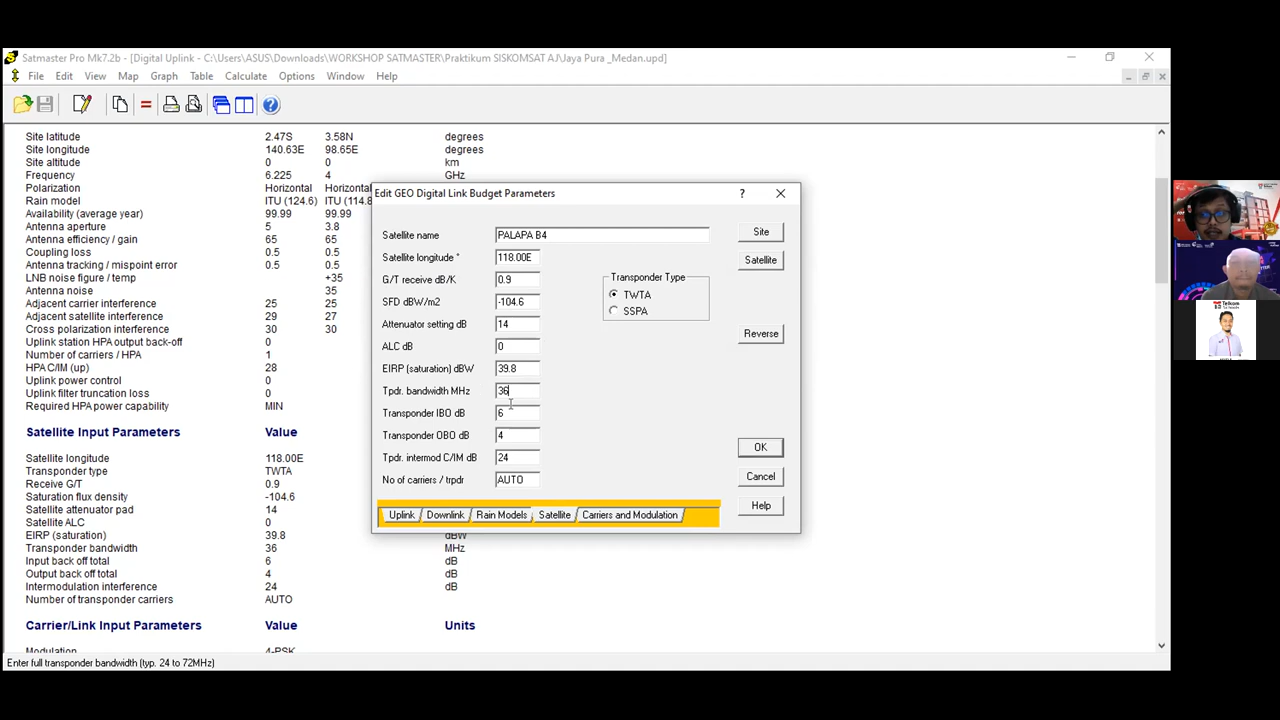 Satmaster Pro Mk7.2b - [Digital Uplink - C:\Users\ASUS\Downloads\WORKSHOP SATMASTER\Praktikum SISKOMSAT AJ\Jaya Pura _Medan.upd]
File Edit View Map Graph Table Calculate Options Window Help
Site latitude 2.47S 3.58N degrees
Site longitude 140.63E 98.65E degrees
Site altitude 0 0 km
Frequency 6.225 4 GHz
Polarization Horizontal Horizontal
Rain model ITU (124.6) ITU (114.8
Availability (average year) 99.99 99.99
Antenna aperture 5 3.8
Antenna efficiency / gain 65 65
Coupling loss 0.5 0.5
Antenna tracking / mispoint error 0.5 0.5
LNB noise figure / temp +35
Antenna noise 35
Adjacent carrier interference 25 25
Adjacent satellite interference 29 27
Cross polarization interference 30 30
Uplink station HPA output back-off 0
Number of carriers / HPA 1
HPA C/IM (up) 28
Uplink power control 0
Uplink filter truncation loss 0
Required HPA power capability MIN
Satellite Input Parameters Value
Satellite longitude 118.00E
Transponder type TWTA
Receive G/T 0.9
Saturation flux density -104.6
Satellite attenuator pad 14
Satellite ALC 0
EIRP (saturation) 39.8 dBW
Transponder bandwidth 36 MHz
Input back off total 6 dB
Output back off total 4 dB
Intermodulation interference 24 dB
Number of transponder carriers AUTO
Carrier/Link Input Parameters Value Units
Modulation 4-PSK
Enter full transponder bandwidth (typ. 24 to 72MHz)
Edit GEO Digital Link Budget Parameters ?
Satellite name PALAPA B4
Satellite longitude * 118.00E
G/T receive dB/K 0.9
SFD dBW/m2 -104.6
Attenuator setting dB 14
ALC dB 0
EIRP (saturation) dBW 39.8
Tpdr. bandwidth MHz 36
Transponder IBO dB 6
Transponder OBO dB 4
Tpdr. intermod C/IM dB 24
No of carriers / trpdr AUTO
Transponder Type
TWTA
SSPA
Site
Satellite
Reverse
OK
Cancel
Help
Uplink Downlink Rain Models Satellite Carriers and Modulation
Telkom